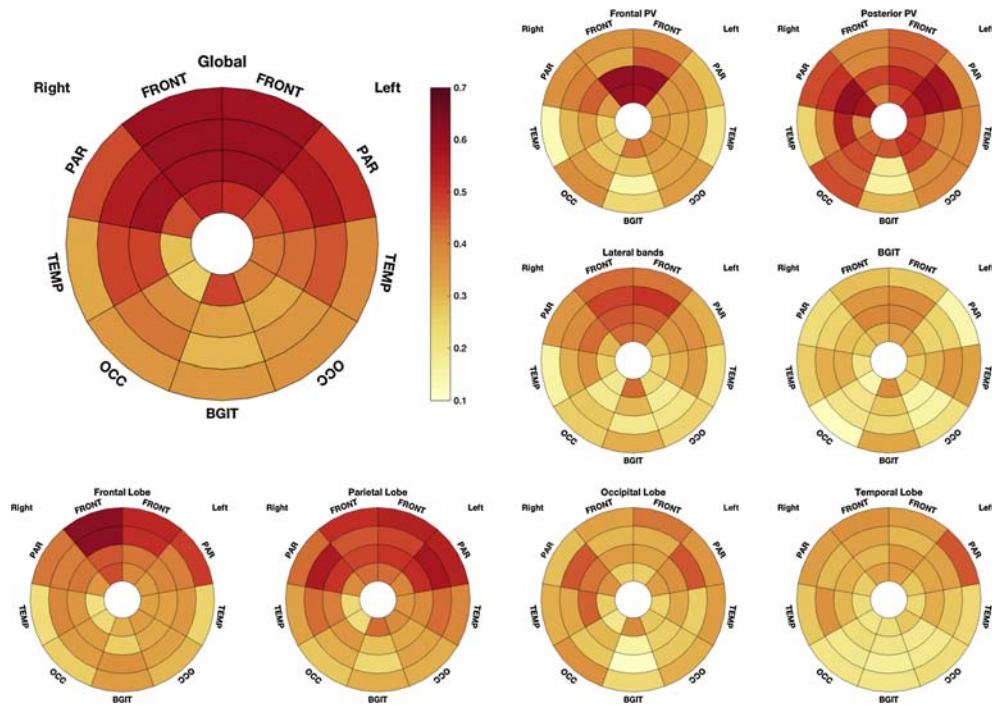 Global
Right
Left
FRONT
FRONT
PAR
PAR
TEMP
TEMP
OCC
OCC
BGIT
0.7
0.6
0.5
0.4
0.3
0.2
0.1
Frontal PV
Right
Left
FRONT
FRONT
PAR
PAR
TEMP
TEMP
OCC
OCC
BGIT
Posterior PV
Right
Left
FRONT
FRONT
PAR
PAR
TEMP
TEMP
OCC
OCC
BGIT
Lateral bands
Right
Left
FRONT
FRONT
PAR
PAR
TEMP
TEMP
OCC
OCC
BGIT
BGIT
Right
Left
FRONT
FRONT
PAR
PAR
TEMP
TEMP
OCC
OCC
BGIT
Frontal Lobe
Right
Left
FRONT
FRONT
PAR
PAR
TEMP
TEMP
OCC
OCC
BGIT
Parietal Lobe
Right
Left
FRONT
FRONT
PAR
PAR
TEMP
TEMP
OCC
OCC
BGIT
Occipital Lobe
Right
Left
FRONT
FRONT
PAR
PAR
TEMP
TEMP
OCC
OCC
BGIT
Temporal Lobe
Right
Left
FRONT
FRONT
PAR
PAR
TEMP
TEMP
OCC
OCC
BGIT